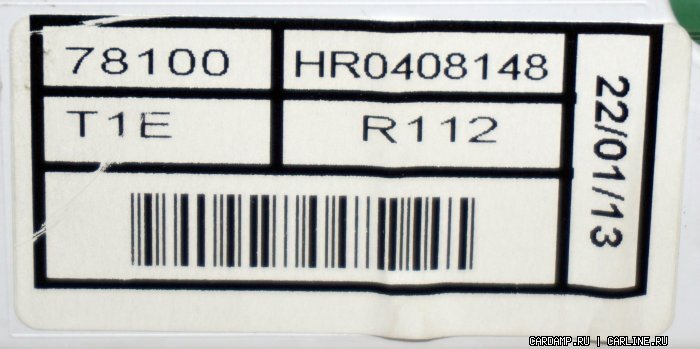 78100 HR0408148
T1E R112
22/01/13
CARDAMP.RU | CARLINE.RU